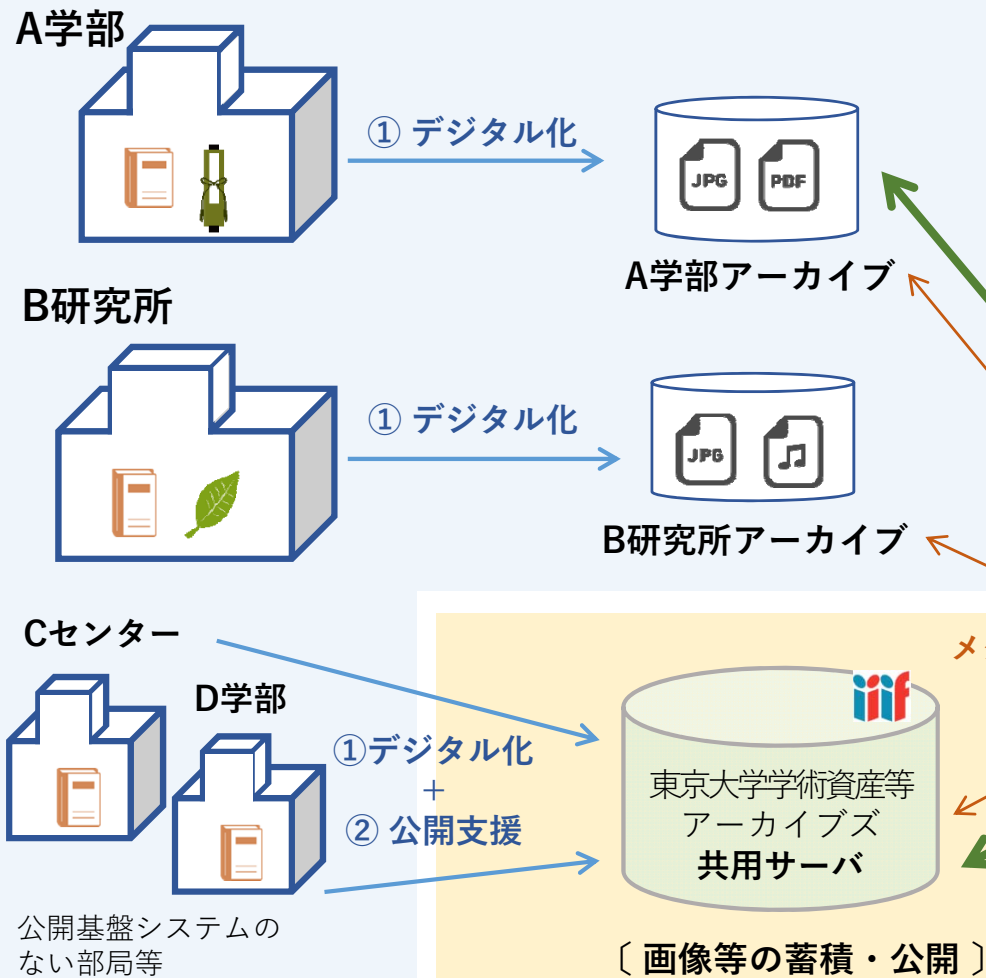 A学部
① デジタル化
JPG
PDF
A学部アーカイブ
B研究所
① デジタル化
JPG
B研究所アーカイブ
Cセンター
D学部
①デジタル化
+
② 公開支援
公開基盤システムの
ない部局等
メ
iiif
東京大学学術資産等
アーカイブズ
共用サーバ
〔 画像等の蓄積・公開 〕